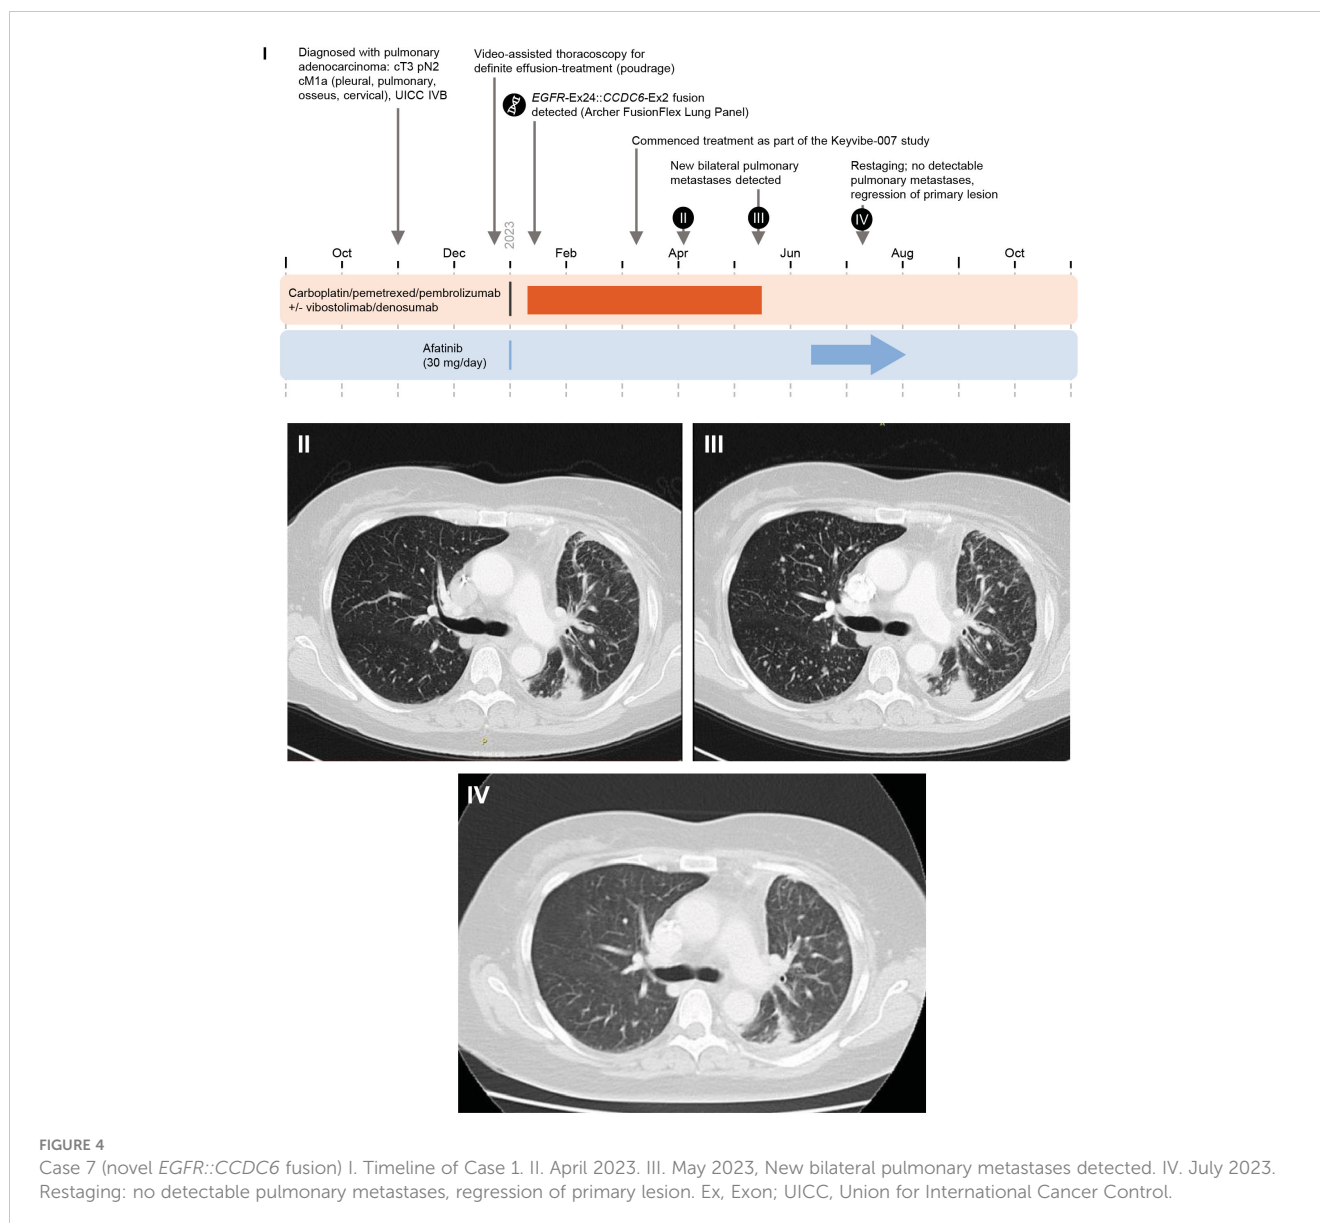 I
Diagnosed with pulmonary
adenocarcinoma: cT3 pN2
cM1a (pleural, pulmonary,
osseus, cervical), UICC IVB
Video-assisted thoracoscopy for
definite effusion-treatment (poudrage)
EGFR-Ex24::CCDC6-Ex2 fusion
detected (Archer FusionFlex Lung Panel)
Commenced treatment as part of the Keyvibe-007 study
New bilateral pulmonary
metastases detected
Restaging; no detectable
pulmonary metastases,
regression of primary lesion
II
III
IV
2023
Oct Dec Feb Apr Jun Aug Oct
Carboplatin/pemetrexed/pembrolizumab
+/- vibostolimab/denosumab
Afatinib
(30 mg/day)
II
III
A
P
IV
FIGURE 4
Case 7 (novel EGFR::CCDC6 fusion) I. Timeline of Case 1. II. April 2023. III. May 2023, New bilateral pulmonary metastases detected. IV. July 2023.
Restaging: no detectable pulmonary metastases, regression of primary lesion. Ex, Exon; UICC, Union for International Cancer Control.